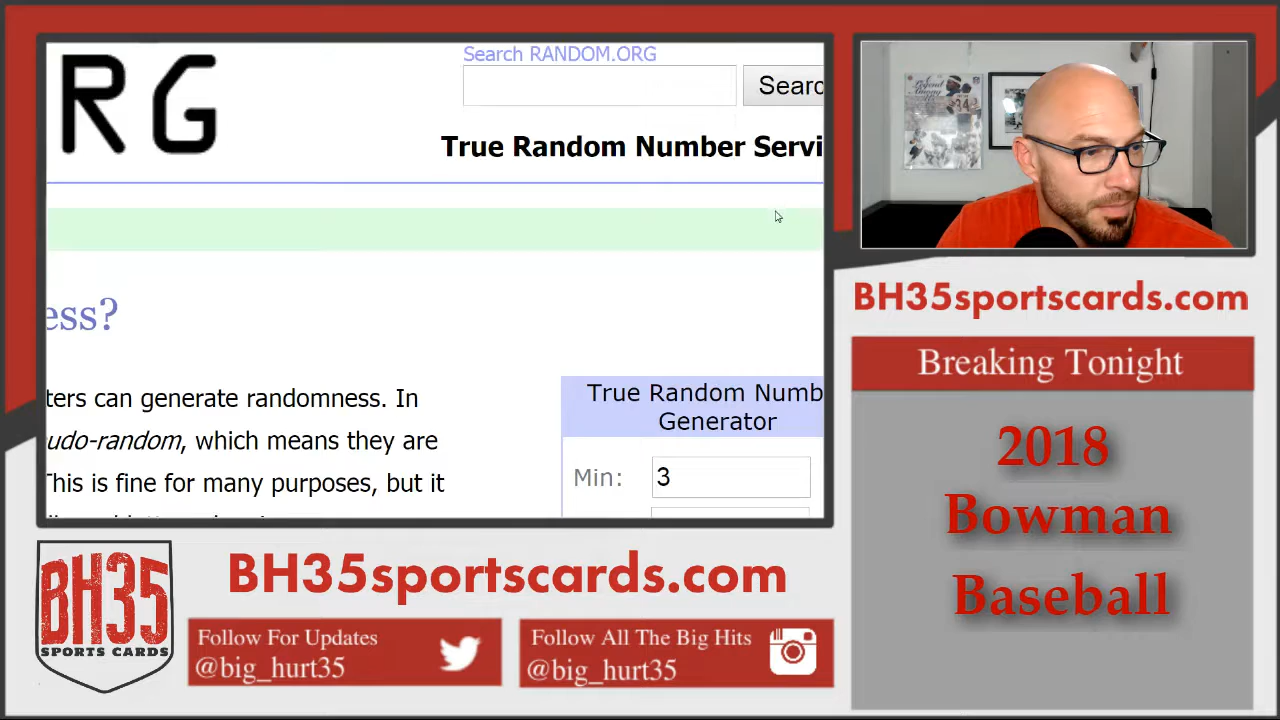 RG
Search RANDOM.ORG
Searc
True Random Number Servi
ess?
ters can generate randomness. In
udo-random, which means they are
This is fine for many purposes, but it
True Random Numb
Generator
Min: 3
34
BH35sportscards.com
Breaking Tonight
2018
Bowman
Baseball
BH35
SPORTS CARDS
BH35sportscards.com
Follow For Updates
@big_hurt35
Follow All The Big Hits
@big_hurt35